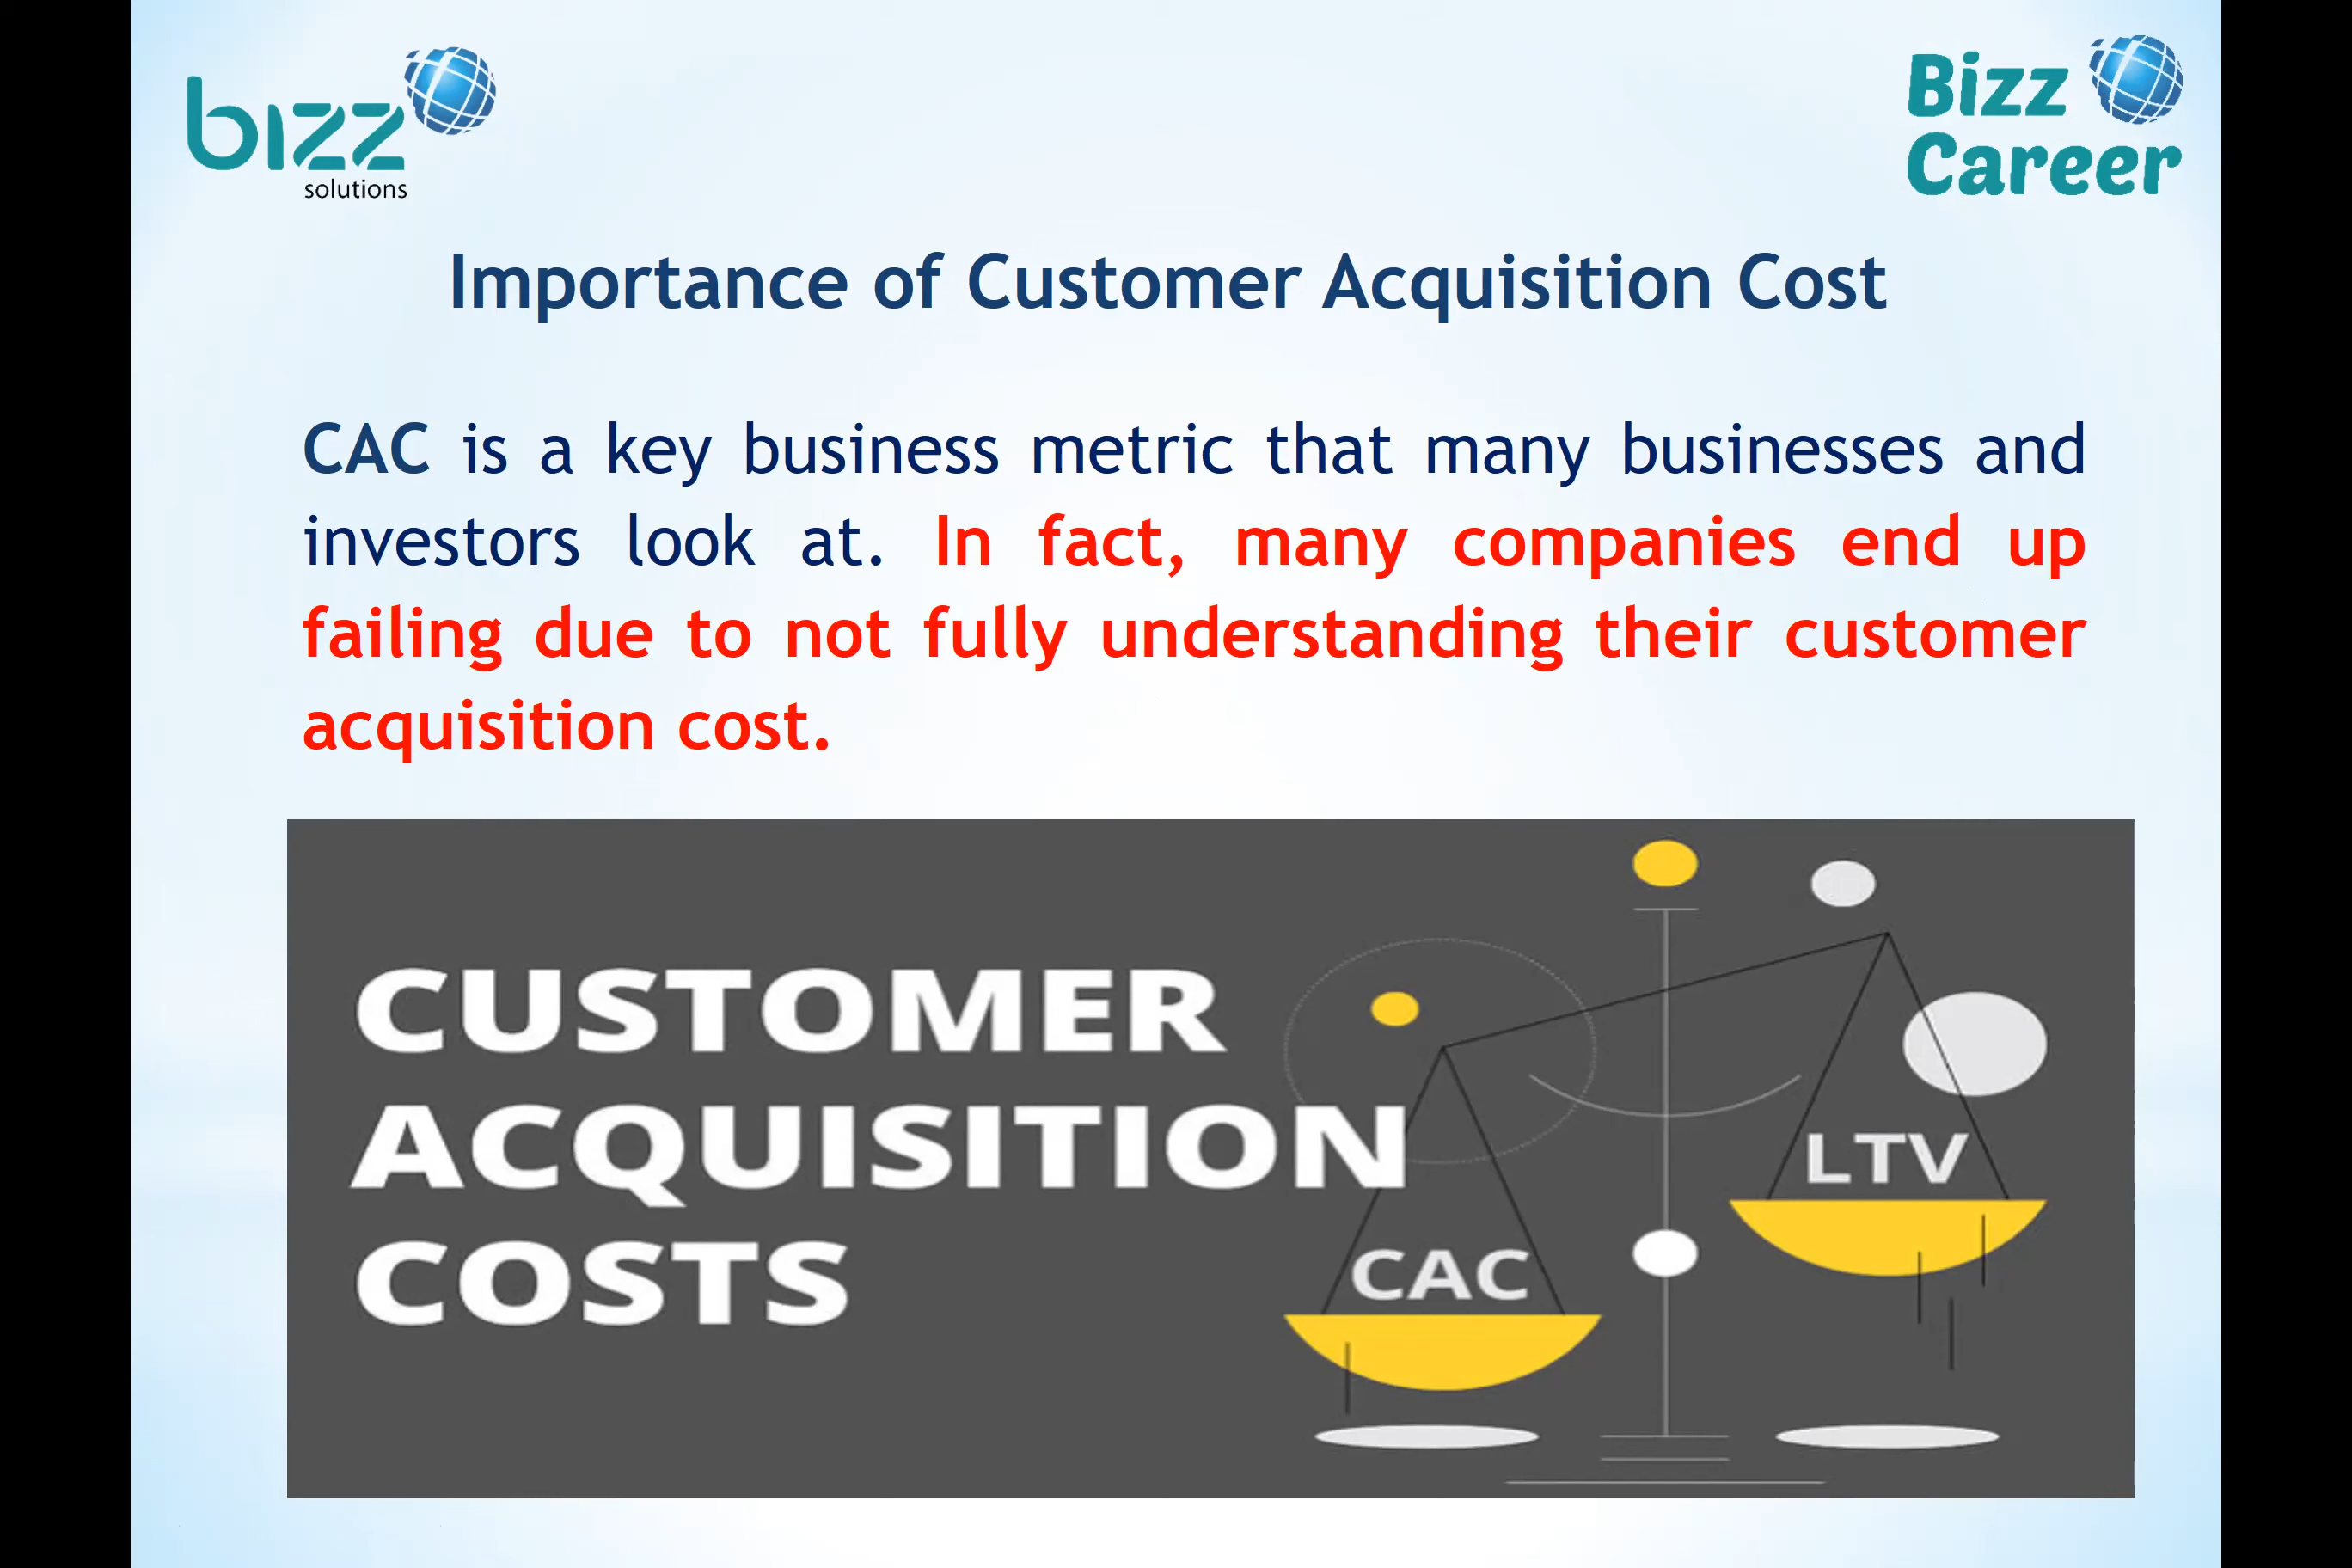 bizz
solutions
Bizz
Career
Importance of Customer Acquisition Cost
CAC is a key business metric that many businesses and
investors look at. In fact, many companies end up
failing due to not fully understanding their customer
acquisition cost.
CUSTOMER
ACQUISITION
COSTS
CAC
LTV